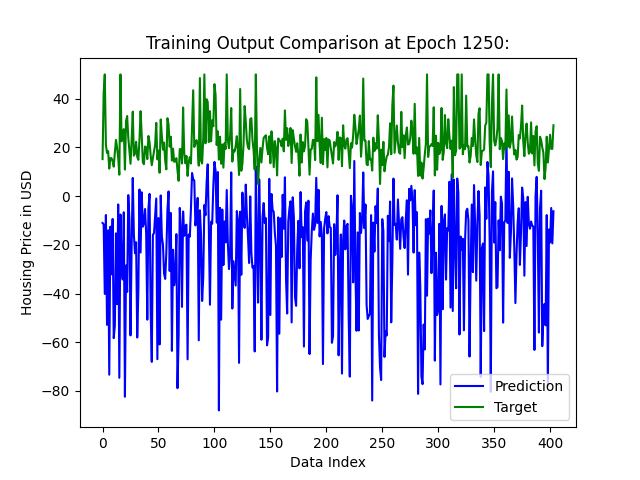 Training Output Comparison at Epoch 1250:
40
20
0
−20
−40
−60
−80
Housing Price in USD
0 50 100 150 200 250 300 350 400
Data Index
Prediction
Target